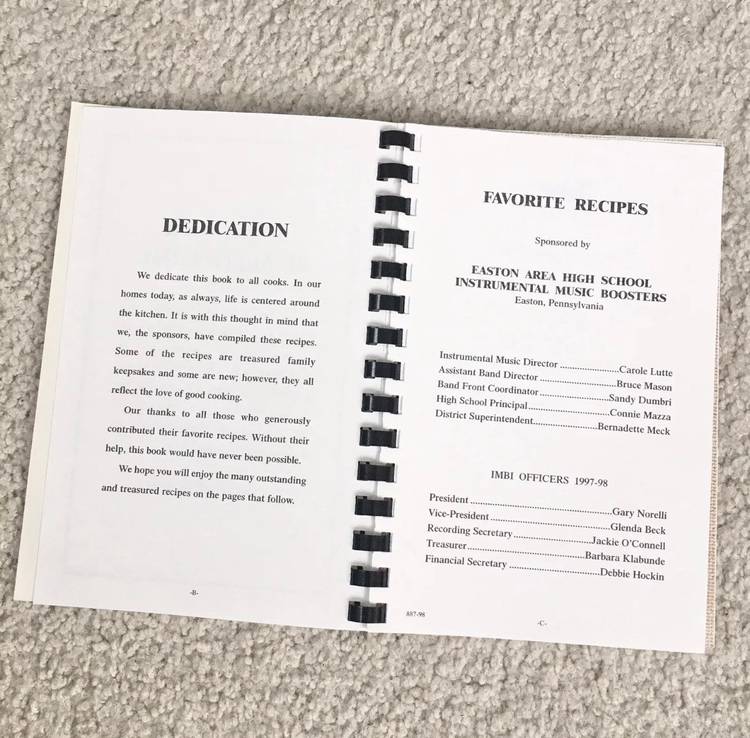 DEDICATION
We dedicate this book to all cooks. In our
homes today, as always, life is centered around
the kitchen. It is with this thought in mind that
we, the sponsors, have compiled these recipes.
Some of the recipes are treasured family
keepsakes and some are new; however, they all
reflect the love of good cooking.
Our thanks to all those who generously
contributed their favorite recipes. Without their
help, this book would have never been possible.
We hope you will enjoy the many outstanding
and treasured recipes on the pages that follow.
-B-
FAVORITE RECIPES
Sponsored by
EASTON AREA HIGH SCHOOL
INSTRUMENTAL MUSIC BOOSTERS
Easton, Pennsylvania
Instrumental Music Director ......................Carole Lutte
Assistant Band Director ............................Bruce Mason
Band Front Coordinator ..........................Sandy Dumbri
High School Principal..............................Connie Mazza
District Superintendent........................Bernadette Meck
IMBI OFFICERS 1997-98
President ....................................................Gary Norelli
Vice-President ............................................Glenda Beck
Recording Secretary .............................Jackie O'Connell
Treasurer...........................................Barbara Klabunde
Financial Secretary .................................Debbie Hockin
887-98
-C-